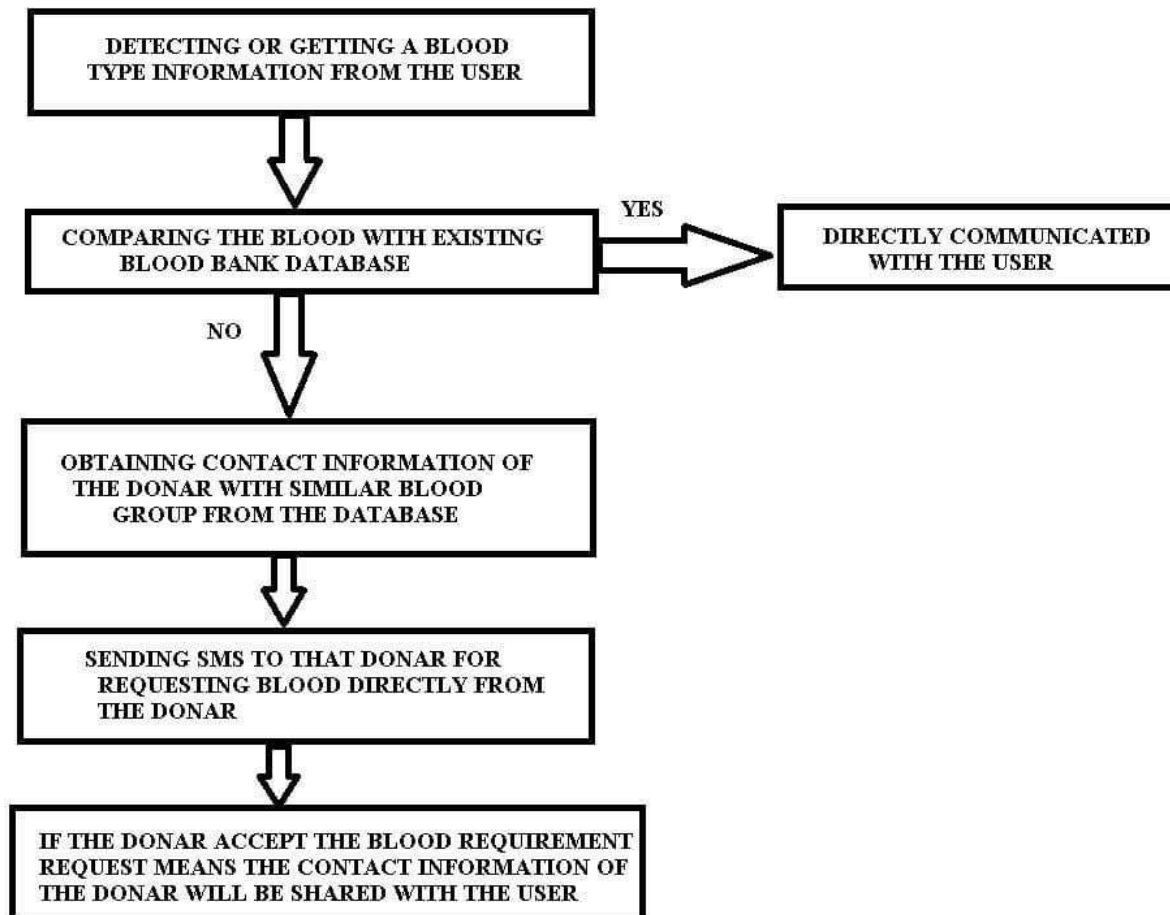 DETECTING OR GETTING A BLOOD
TYPE INFORMATION FROM THE USER
COMPARING THE BLOOD WITH EXISTING
BLOOD BANK DATABASE
YES
DIRECTLY COMMUNICATED
WITH THE USER
NO
OBTAINING CONTACT INFORMATION OF
THE DONAR WITH SIMILAR BLOOD
GROUP FROM THE DATABASE
SENDING SMS TO THAT DONAR FOR
REQUESTING BLOOD DIRECTLY FROM
THE DONAR
IF THE DONAR ACCEPT THE BLOOD REQUIREMENT
REQUEST MEANS THE CONTACT INFORMATION OF
THE DONAR WILL BE SHARED WITH THE USER